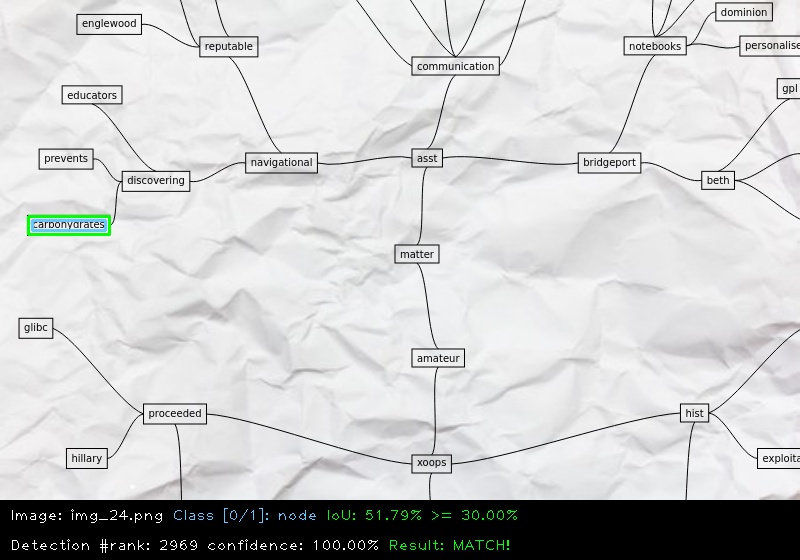 dominion
englewood
reputable
notebooks
personalise
communication
gpl
educators
prevents
navigational
asst
bridgeport
discovering
beth
carbohydrates
matter
glibc
amateur
proceeded
hist
hillary
xoops
exploita
Image: img_24.png Class [0/1]: node IoU: 51.79% >= 30.00%
Detection #rank: 2969 confidence: 100.00% Result: MATCH!